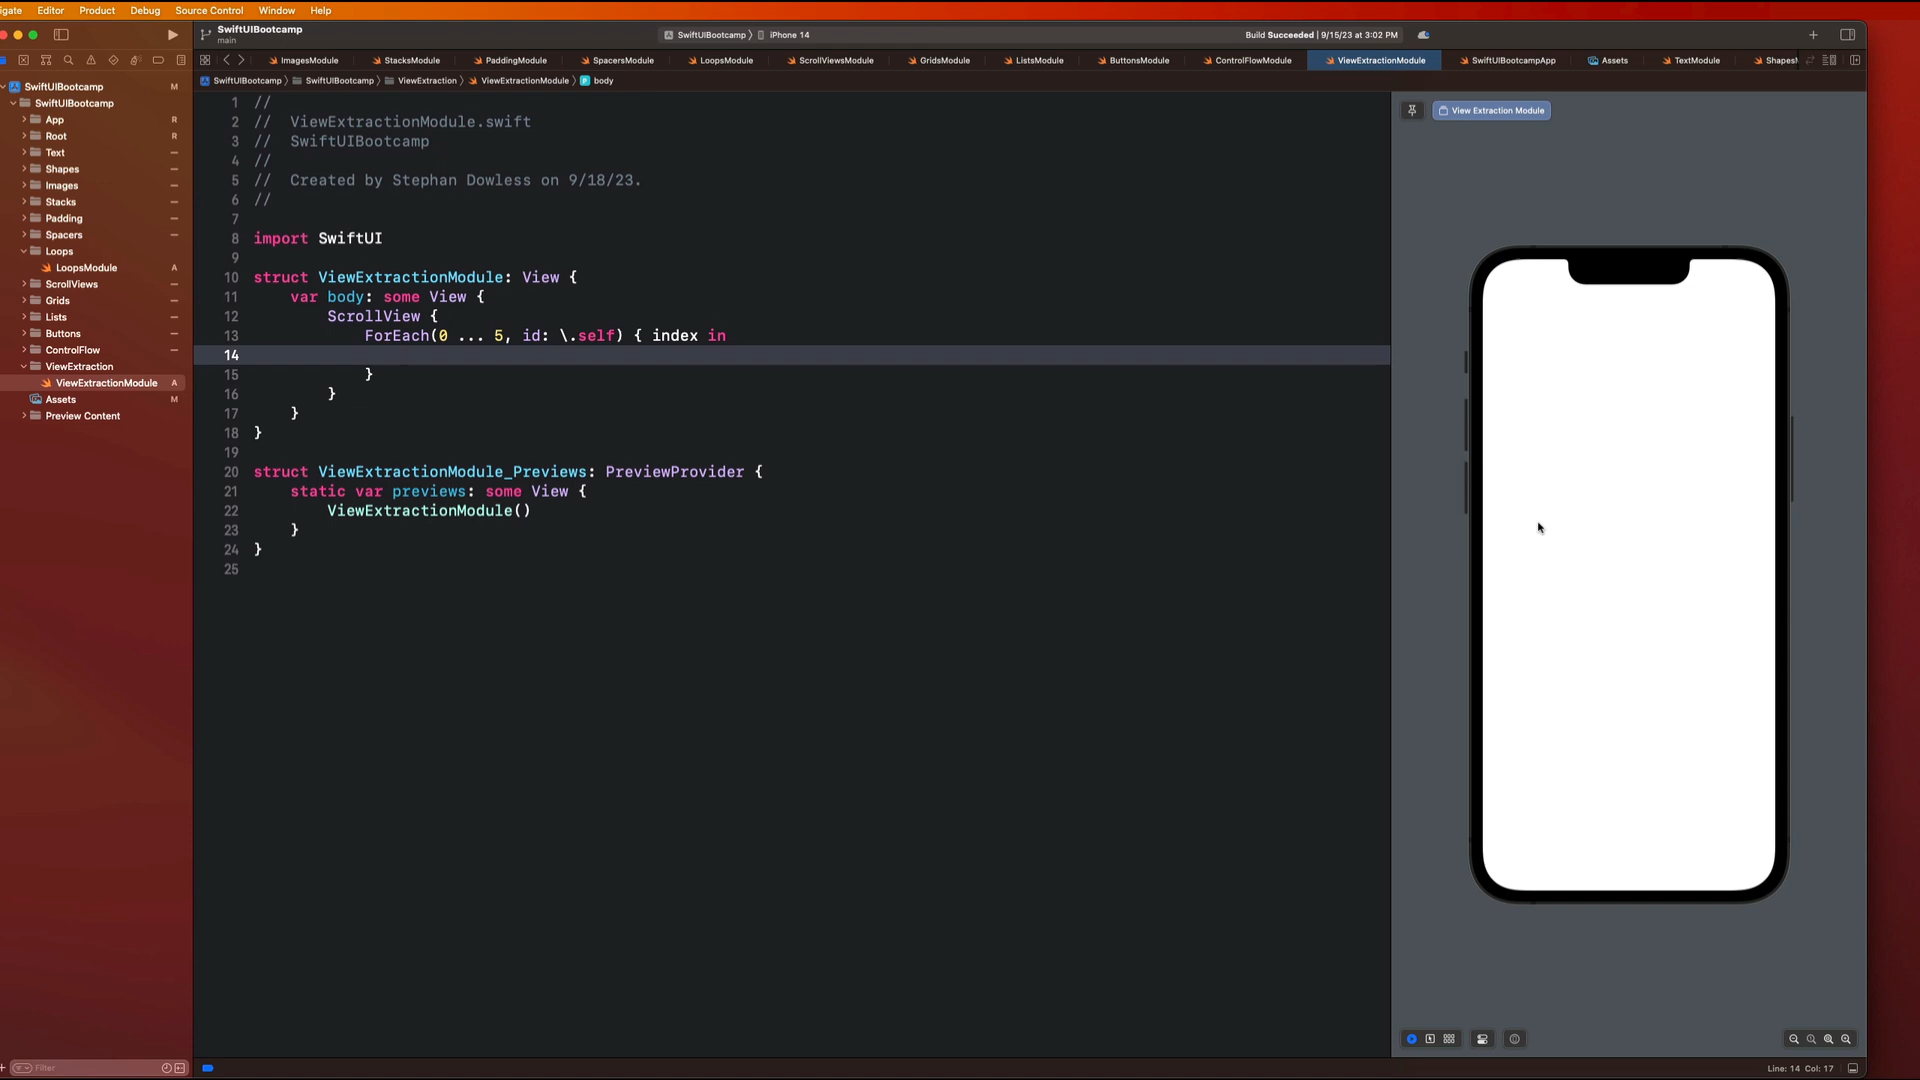 igate Editor Product Debug Source Control Window Help
SwiftUIBootcamp
main
SwiftUIBootcamp 〉 iPhone 14
Build Succeeded | 9/15/23 at 3:02 PM
ImagesModule StacksModule PaddingModule SpacersModule LoopsModule ScrollViewsModule GridsModule ListsModule ButtonsModule ControlFlowModule ViewExtractionModule SwiftUIBootcampApp Assets TextModule Shapes
SwiftUIBootcamp 〉 SwiftUIBootcamp 〉 ViewExtraction 〉 ViewExtractionModule 〉 body
SwiftUIBootcamp M
SwiftUIBootcamp
App R
Root R
Text
Shapes
Images
Stacks
Padding
Spacers
Loops
LoopsModule A
ScrollViews
Grids
Lists
Buttons
ControlFlow
ViewExtraction
ViewExtractionModule A
Assets M
Preview Content
Filter
1 //
2 //  ViewExtractionModule.swift
3 //  SwiftUIBootcamp
4 //
5 //  Created by Stephan Dowless on 9/18/23.
6 //
7
8 import SwiftUI
9
10 struct ViewExtractionModule: View {
11     var body: some View {
12         ScrollView {
13             ForEach(0 ... 5, id: \.self) { index in
14
15             }
16         }
17     }
18 }
19
20 struct ViewExtractionModule_Previews: PreviewProvider {
21     static var previews: some View {
22         ViewExtractionModule()
23     }
24 }
25
View Extraction Module
Line: 14 Col: 17